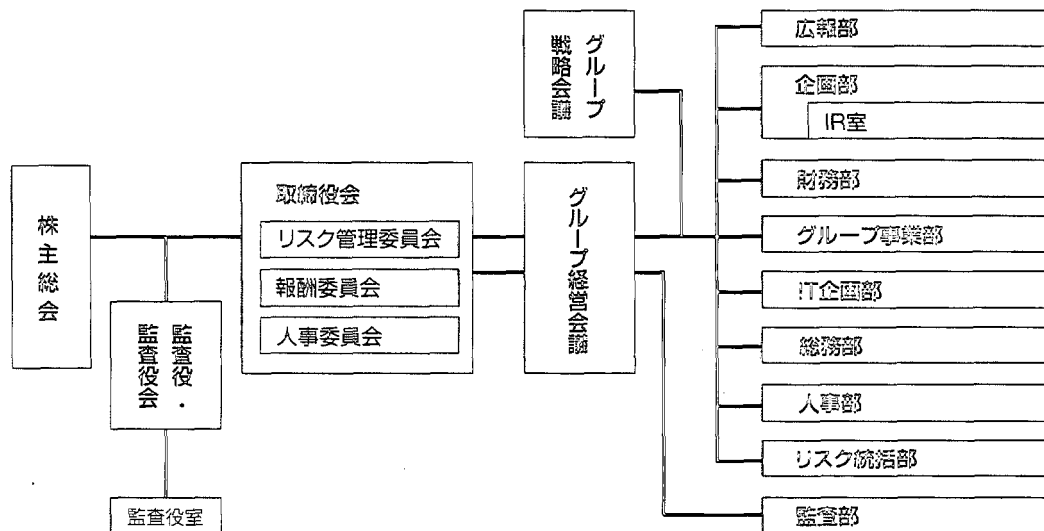 株主総会
監査役・
監査役会
監査役室
取締役会
リスク管理委員会
報酬委員会
人事委員会
グループ
戦略会議
グループ経営会議
広報部
企画部
IR室
財務部
グループ事業部
IT企画部
総務部
人事部
リスク統括部
監査部